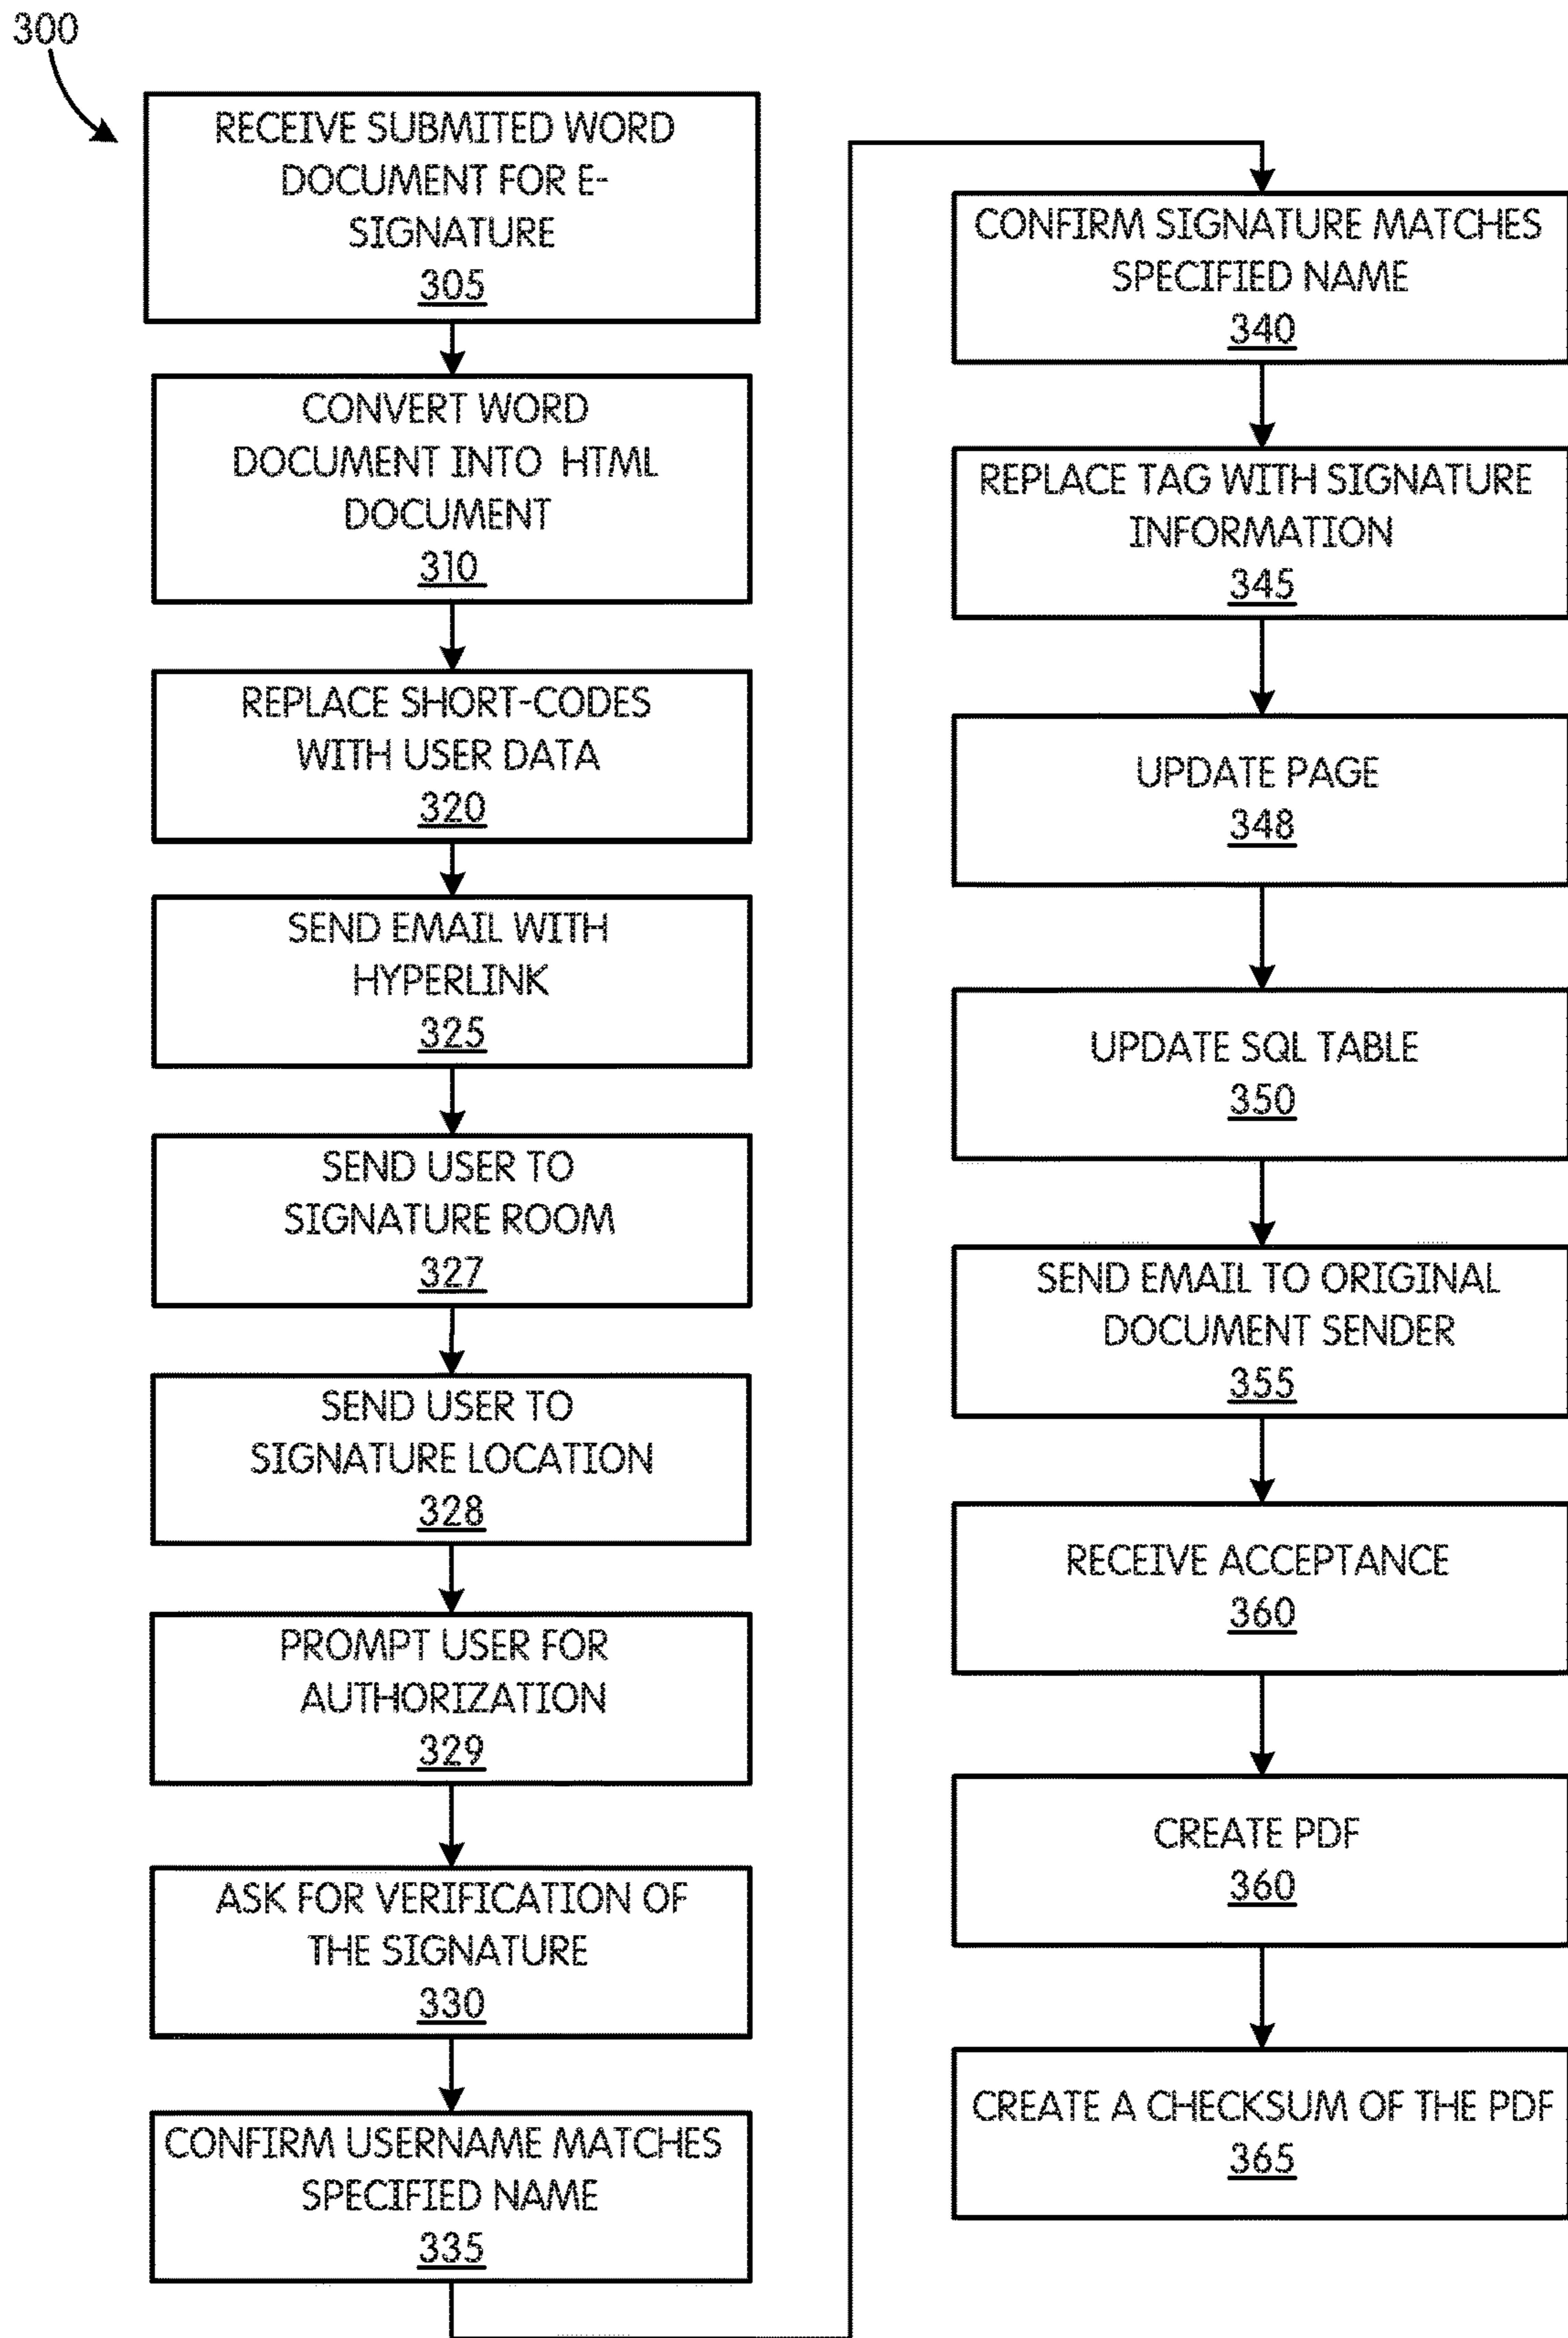 300
RECEIVE SUBMITED WORD
DOCUMENT FOR E-
SIGNATURE
305
CONVERT WORD
DOCUMENT INTO HTML
DOCUMENT
310
REPLACE SHORT-CODES
WITH USER DATA
320
SEND EMAIL WITH
HYPERLINK
325
SEND USER TO
SIGNATURE ROOM
327
SEND USER TO
SIGNATURE LOCATION
328
PROMPT USER FOR
AUTHORIZATION
329
ASK FOR VERIFICATION OF
THE SIGNATURE
330
CONFIRM USERNAME MATCHES
SPECIFIED NAME
335
CONFIRM SIGNATURE MATCHES
SPECIFIED NAME
340
REPLACE TAG WITH SIGNATURE
INFORMATION
345
UPDATE PAGE
348
UPDATE SQL TABLE
350
SEND EMAIL TO ORIGINAL
DOCUMENT SENDER
355
RECEIVE ACCEPTANCE
360
CREATE PDF
360
CREATE A CHECKSUM OF THE PDF
365